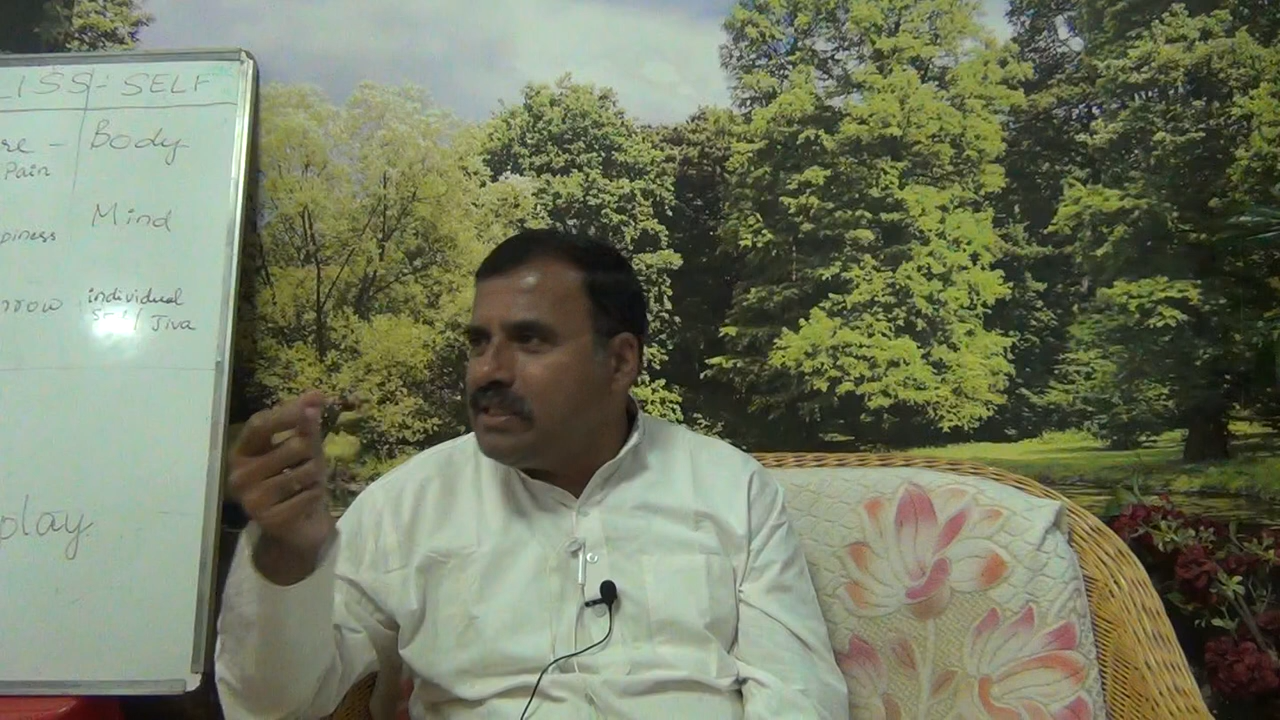 LISS - SELF
re - Body
Pain
Mind
piness
rrow individual
Self / Jiva
play